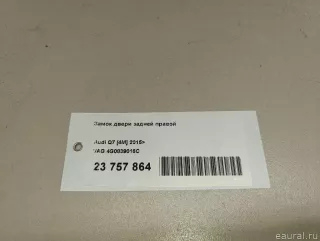 Замок двери задней правой
Audi Q7 [4M] 2015>
VAG 4G0839016C
23 757 864
eaural.ru